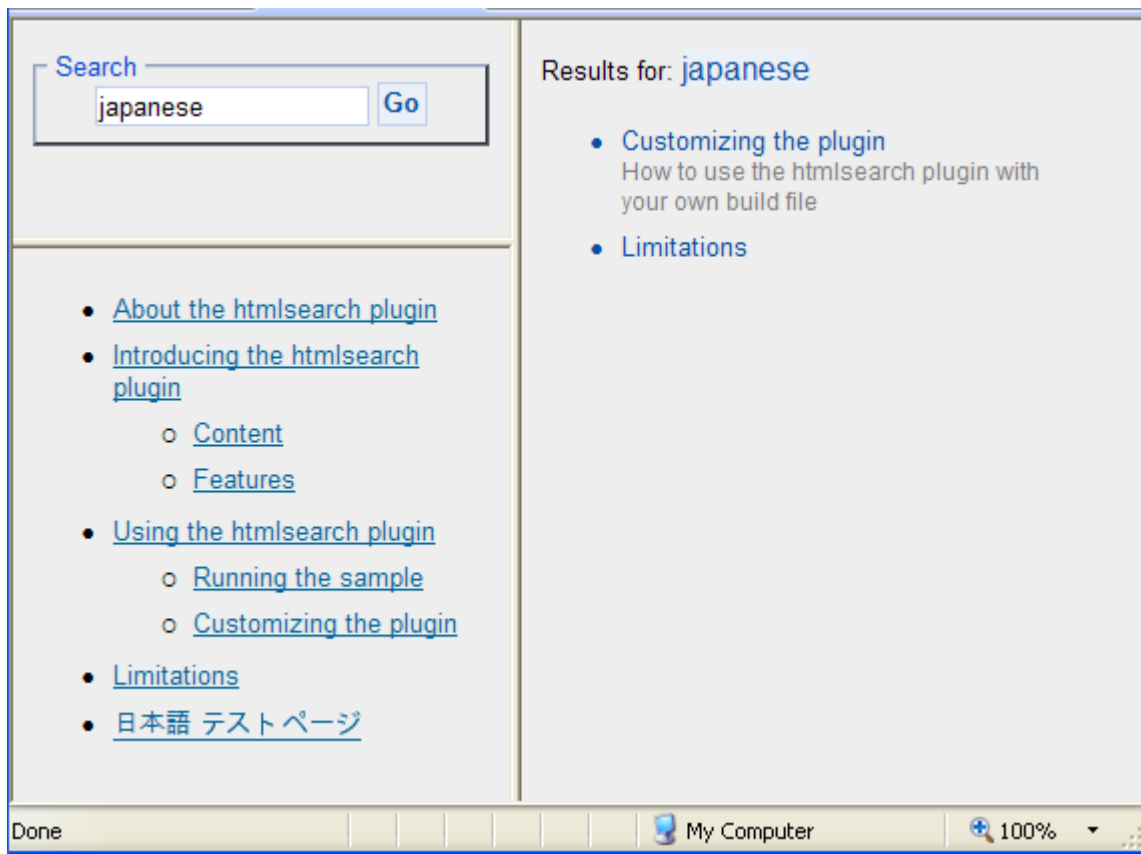 Search
japanese
Go
About the htmlsearch plugin
Introducing the htmlsearch
plugin
Content
Features
Using the htmlsearch plugin
Running the sample
Customizing the plugin
Limitations
日本語 テストページ
Results for: japanese
Customizing the plugin
How to use the htmlsearch plugin with
your own build file
Limitations
Done
My Computer
100%